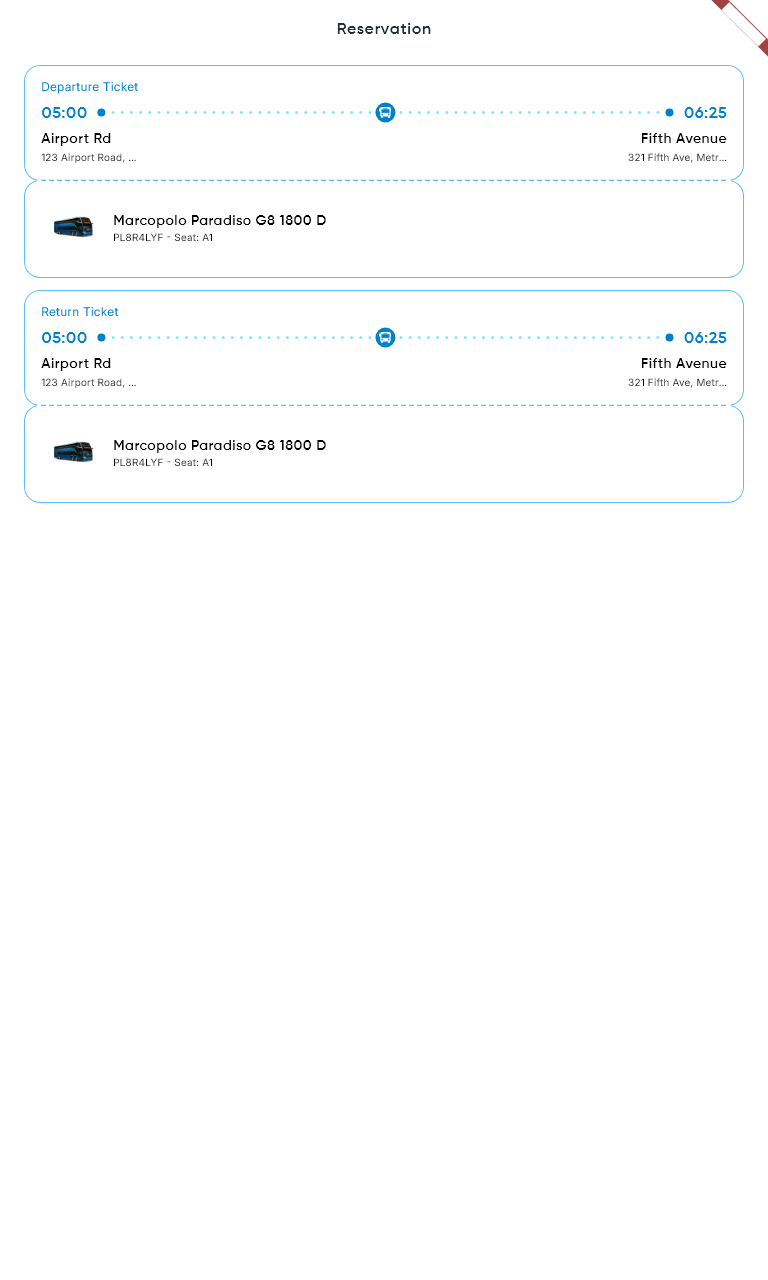 Reservation
Departure Ticket
05:00 06:25
Airport Rd Fifth Avenue
123 Airport Road, ... 321 Fifth Ave, Metr...
Marcopolo Paradiso G8 1800 D
PL8R4LYF - Seat: A1
Return Ticket
05:00 06:25
Airport Rd Fifth Avenue
123 Airport Road, ... 321 Fifth Ave, Metr...
Marcopolo Paradiso G8 1800 D
PL8R4LYF - Seat: A1